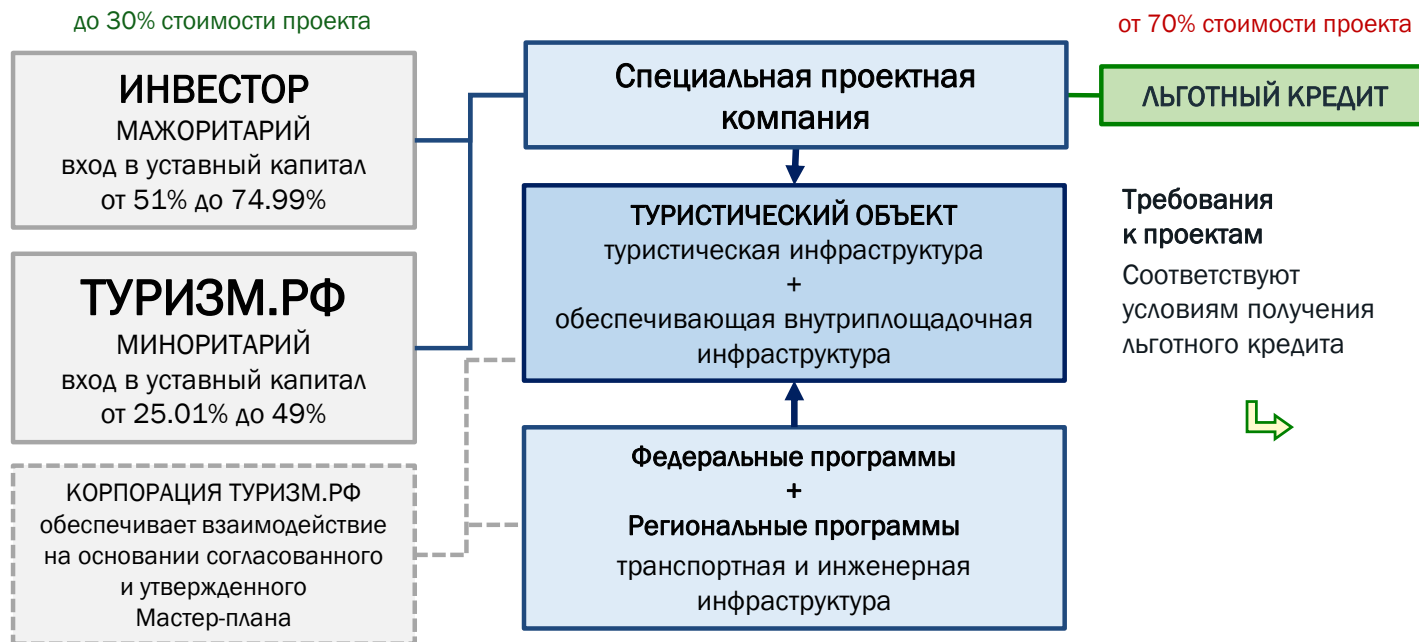 до 30% стоимости проекта
ИНВЕСТОР
МАЖОРИТАРИЙ
вход в уставный капитал
от 51% до 74.99%
ТУРИЗМ.РФ
МИНОРИТАРИЙ
вход в уставный капитал
от 25.01% до 49%
КОРПОРАЦИЯ ТУРИЗМ.РФ
обеспечивает взаимодействие
на основании согласованного
и утвержденного
Мастер-плана
Специальная проектная
компания
ТУРИСТИЧЕСКИЙ ОБЪЕКТ
туристическая инфраструктура
+
обеспечивающая внутриплощадочная
инфраструктура
Федеральные программы
+
Региональные программы
транспортная и инженерная
инфраструктура
от 70% стоимости проекта
ЛЬГОТНЫЙ КРЕДИТ
Требования
к проектам
Соответствуют
условиям получения
льготного кредита